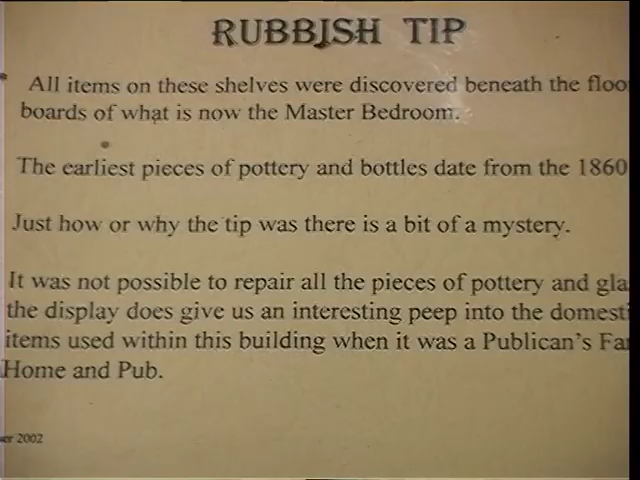 RUBBISH TIP
All items on these shelves were discovered beneath the floo
boards of what is now the Master Bedroom.
The earliest pieces of pottery and bottles date from the 1860
Just how or why the tip was there is a bit of a mystery.
It was not possible to repair all the pieces of pottery and gla
the display does give us an interesting peep into the domesti
items used within this building when it was a Publican's Fa
Home and Pub.
er 2002